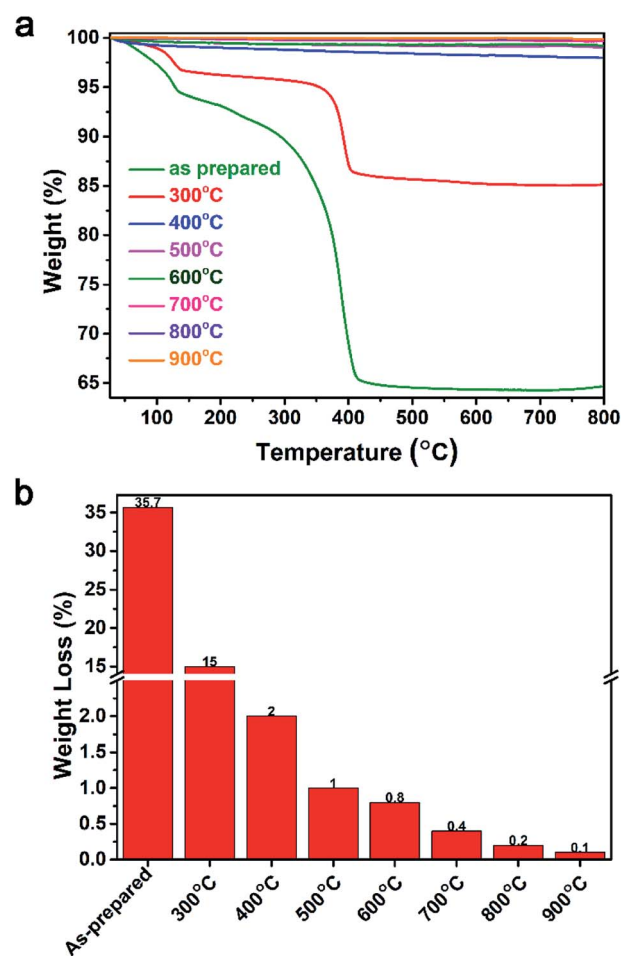 a
100
95
90
85
80
75
70
65
Weight (%)
as prepared
300°C
400°C
500°C
600°C
700°C
800°C
900°C
100 200 300 400 500 600 700 800
Temperature (°C)
b
35
30
25
20
15
2.0
1.5
1.0
0.5
0.0
Weight Loss (%)
35.7
15
2
1
0.8
0.4
0.2
0.1
As-prepared 300°C 400°C 500°C 600°C 700°C 800°C 900°C